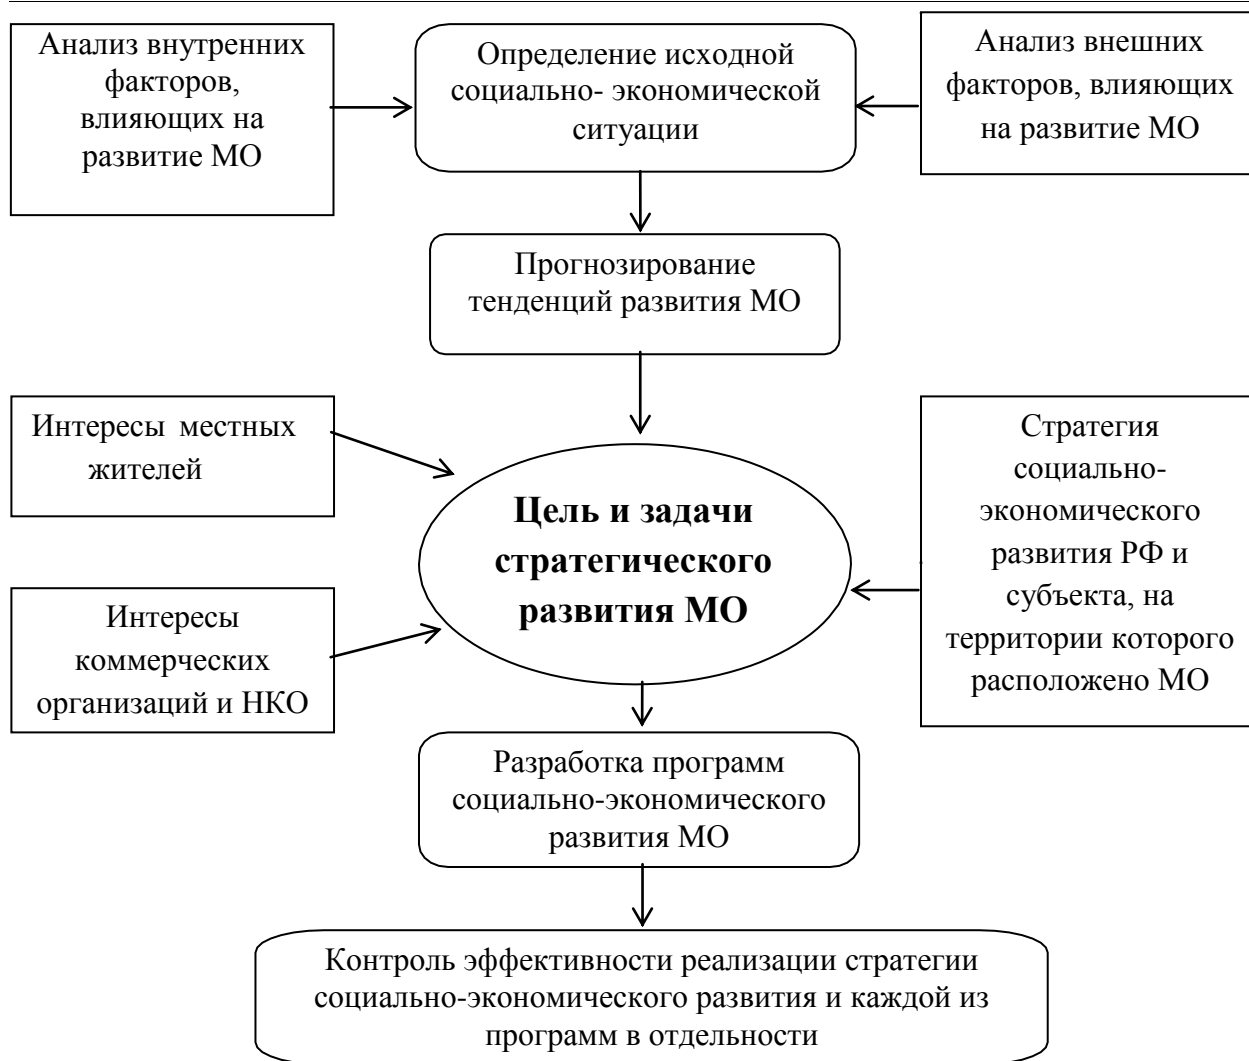 Анализ внутренних
факторов,
влияющих на
развитие МО
Определение исходной
социально- экономической
ситуации
Анализ внешних
факторов, влияющих
на развитие МО
Прогнозирование
тенденций развития МО
Интересы местных
жителей
Цель и задачи
стратегического
развития МО
Стратегия
социально-
экономического
развития РФ и
субъекта, на
территории которого
расположено МО
Интересы
коммерческих
организаций и НКО
Разработка программ
социально-экономического
развития МО
Контроль эффективности реализации стратегии
социально-экономического развития и каждой из
программ в отдельности